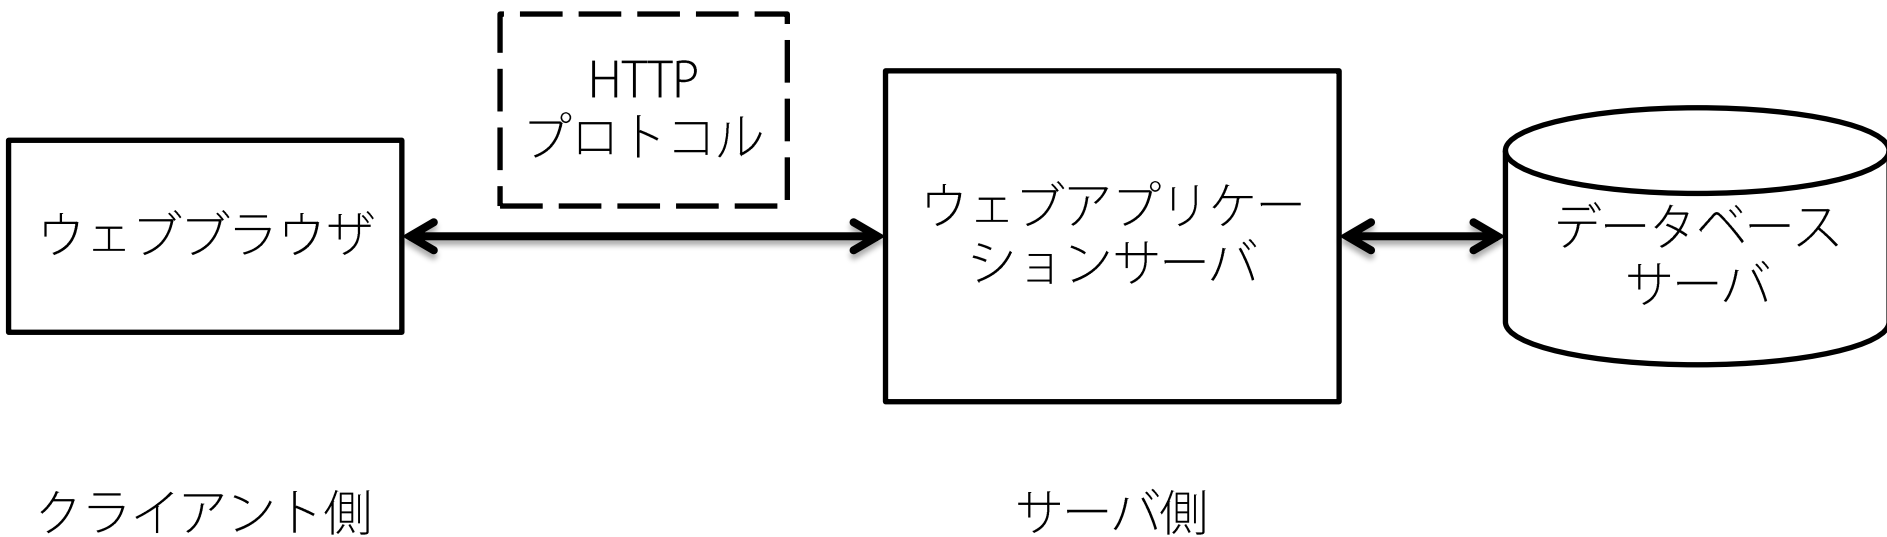 HTTP
プロトコル
ウェブブラウザ
ウェブアプリケー
ションサーバ
データベース
サーバ
クライアント側
サーバ側